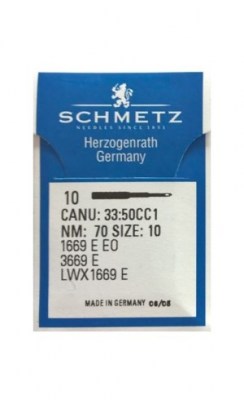 SCHMETZ
NEEDLES SINCE 1851
Herzogenrath
Germany
10
CANU: 33:50CC1
NM: 70 SIZE: 10
1669 E EO
3669 E
LWX1669 E
MADE IN GERMANY 08/08